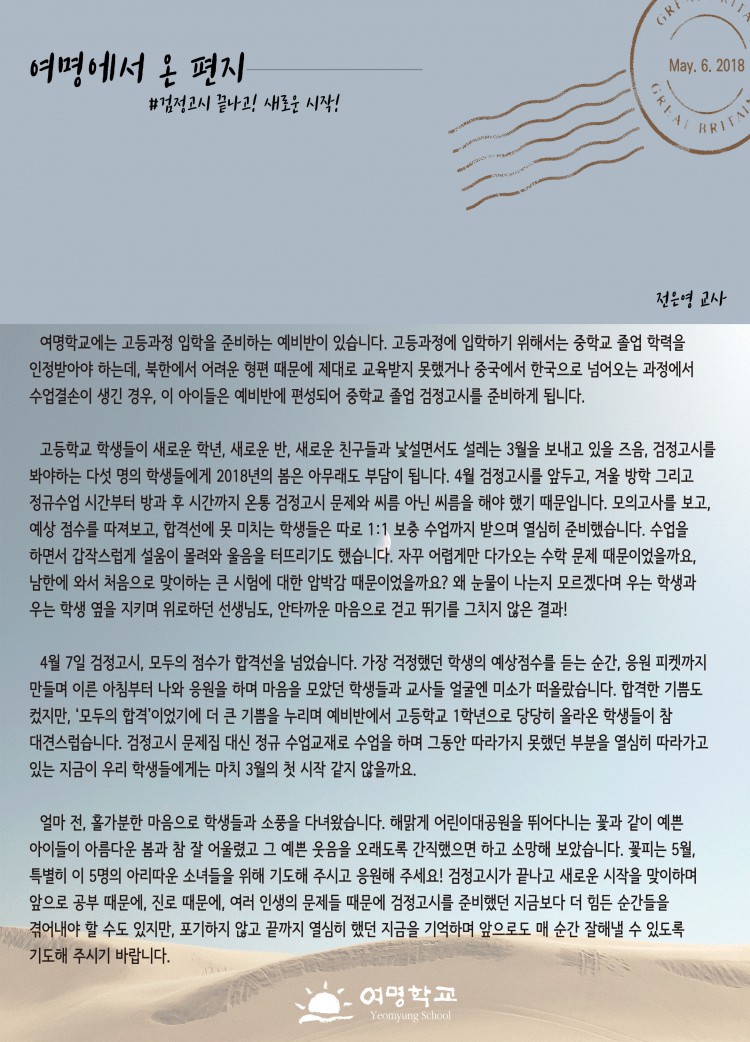 여명에서 온 편지
#검정고시 끝나고! 새로운 시작!
GREAT BRITA
May. 6. 2018
GREAT BRITAIN
전은영 교사
여명학교에는 고등과정 입학을 준비하는 예비반이 있습니다. 고등과정에 입학하기 위해서는 중학교 졸업 학력을
인정받아야 하는데, 북한에서 어려운 형편 때문에 제대로 교육받지 못했거나 중국에서 한국으로 넘어오는 과정에서
수업결손이 생긴 경우, 이 아이들은 예비반에 편성되어 중학교 졸업 검정고시를 준비하게 됩니다.
고등학교 학생들이 새로운 학년, 새로운 반, 새로운 친구들과 낯설면서도 설레는 3월을 보내고 있을 즈음, 검정고시를
봐야하는 다섯 명의 학생들에게 2018년의 봄은 아무래도 부담이 됩니다. 4월 검정고시를 앞두고, 겨울 방학 그리고
정규수업 시간부터 방과 후 시간까지 온통 검정고시 문제와 씨름 아닌 씨름을 해야 했기 때문입니다. 모의고사를 보고,
예상 점수를 따져보고, 합격선에 못 미치는 학생들은 따로 1:1 보충 수업까지 받으며 열심히 준비했습니다. 수업을
하면서 갑작스럽게 설움이 몰려와 울음을 터뜨리기도 했습니다. 자꾸 어렵게만 다가오는 수학 문제 때문이었을까요,
남한에 와서 처음으로 맞이하는 큰 시험에 대한 압박감 때문이었을까요? 왜 눈물이 나는지 모르겠다며 우는 학생과
우는 학생 옆을 지키며 위로하던 선생님도, 안타까운 마음으로 걷고 뛰기를 그치지 않은 결과!
4월 7일 검정고시, 모두의 점수가 합격선을 넘었습니다. 가장 걱정했던 학생의 예상점수를 듣는 순간, 응원 피켓까지
만들며 이른 아침부터 나와 응원을 하며 마음을 모았던 학생들과 교사들 얼굴엔 미소가 떠올랐습니다. 합격한 기쁨도
컸지만, ‘모두의 합격’이었기에 더 큰 기쁨을 누리며 예비반에서 고등학교 1학년으로 당당히 올라온 학생들이 참
대견스럽습니다. 검정고시 문제집 대신 정규 수업교재로 수업을 하며 그동안 따라가지 못했던 부분을 열심히 따라가고
있는 지금이 우리 학생들에게는 마치 3월의 첫 시작 같지 않을까요.
얼마 전, 홀가분한 마음으로 학생들과 소풍을 다녀왔습니다. 해맑게 어린이대공원을 뛰어다니는 꽃과 같이 예쁜
아이들이 아름다운 봄과 참 잘 어울렸고 그 예쁜 웃음을 오래도록 간직했으면 하고 소망해 보았습니다. 꽃피는 5월,
특별히 이 5명의 아리따운 소녀들을 위해 기도해 주시고 응원해 주세요! 검정고시가 끝나고 새로운 시작을 맞이하며
앞으로 공부 때문에, 진로 때문에, 여러 인생의 문제들 때문에 검정고시를 준비했던 지금보다 더 힘든 순간들을
겪어내야 할 수도 있지만, 포기하지 않고 끝까지 열심히 했던 지금을 기억하며 앞으로도 매 순간 잘해낼 수 있도록
기도해 주시기 바랍니다.
여명학교
Yeomyung School